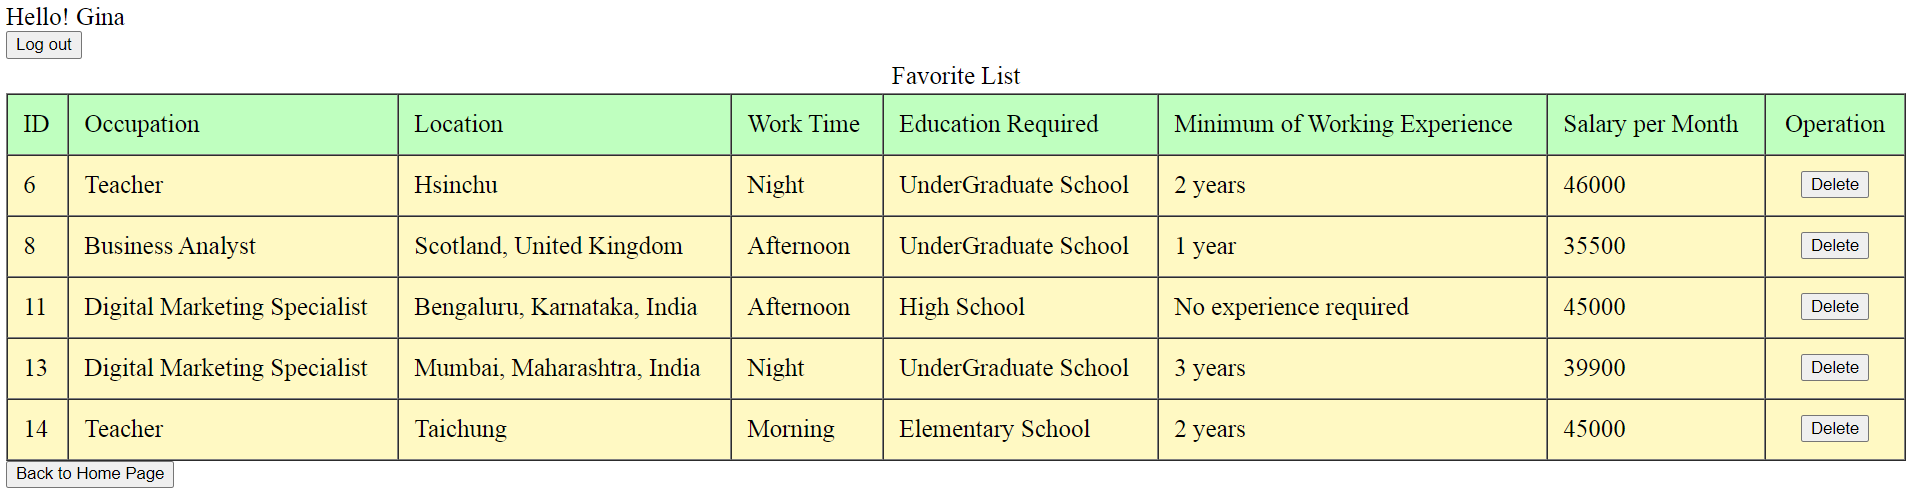 Hello! Gina
Log out
Favorite List
ID Occupation Location Work Time Education Required Minimum of Working Experience Salary per Month Operation
6 Teacher Hsinchu Night UnderGraduate School 2 years 46000 Delete
8 Business Analyst Scotland, United Kingdom Afternoon UnderGraduate School 1 year 35500 Delete
11 Digital Marketing Specialist Bengaluru, Karnataka, India Afternoon High School No experience required 45000 Delete
13 Digital Marketing Specialist Mumbai, Maharashtra, India Night UnderGraduate School 3 years 39900 Delete
14 Teacher Taichung Morning Elementary School 2 years 45000 Delete
Back to Home Page